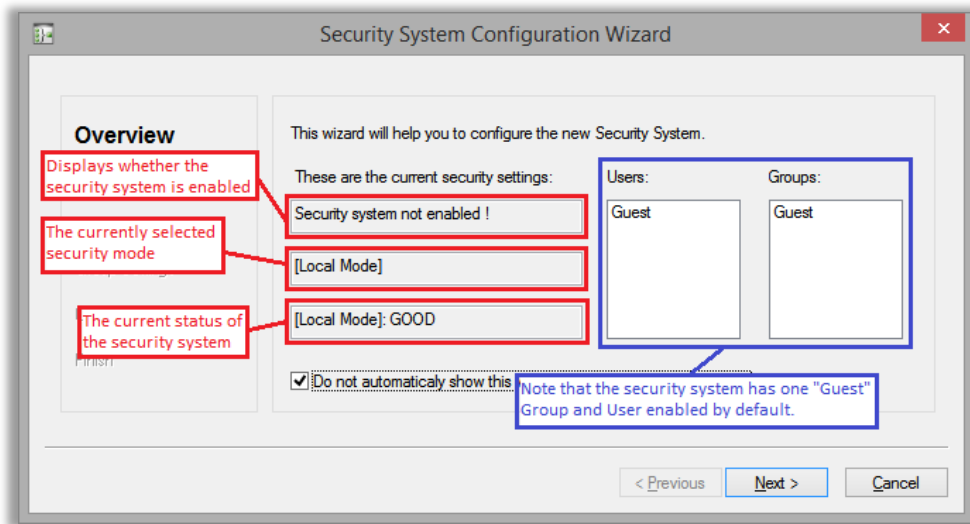 Security System Configuration Wizard
Overview
Displays whether the
security system is enabled
The currently selected
security mode
The current status of
the security system
Finish
This wizard will help you to configure the new Security System.
These are the current security settings:
Security system not enabled !
[Local Mode]
[Local Mode]: GOOD
Users:
Guest
Groups:
Guest
Do not automaticaly show this
Note that the security system has one "Guest"
Group and User enabled by default.
< Previous
Next >
Cancel